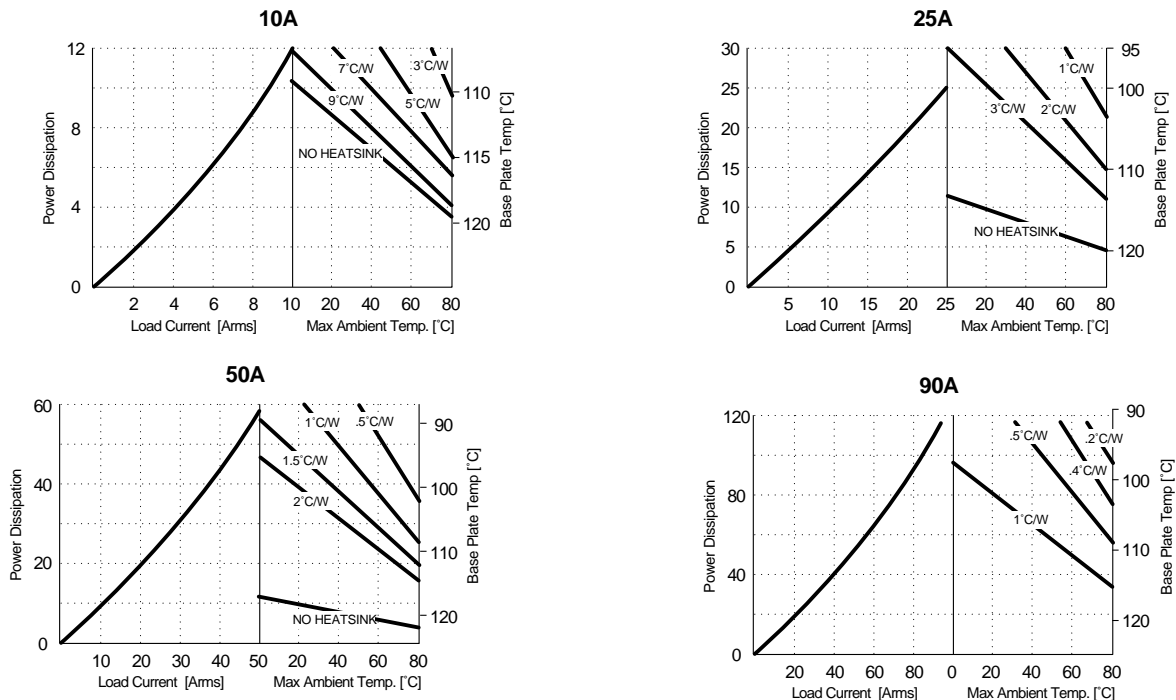 10A
12
8
4
0
Power Dissipation
2 4 6 8 10 20 40 60 80
Load Current [Arms] Max Ambient Temp. [˚C]
3˚C/W
7˚C/W
5˚C/W
9˚C/W
NO HEATSINK
110
115
120
Base Plate Temp [˚C]
25A
30
25
20
15
10
5
0
Power Dissipation
5 10 15 20 25 20 40 60 80
Load Current [Arms] Max Ambient Temp. [˚C]
1˚C/W
2˚C/W
3˚C/W
NO HEATSINK
95
100
110
120
Base Plate Temp [˚C]
50A
60
40
20
0
Power Dissipation
10 20 30 40 50 20 40 60 80
Load Current [Arms] Max Ambient Temp. [˚C]
1˚C/W
.5˚C/W
1.5˚C/W
2˚C/W
NO HEATSINK
90
100
110
120
Base Plate Temp [˚C]
90A
120
80
40
0
Power Dissipation
20 40 60 80 0 20 40 60 80
Load Current [Arms] Max Ambient Temp. [˚C]
.5˚C/W
.2˚C/W
.4˚C/W
1˚C/W
90
100
110
120
Base Plate Temp [˚C]